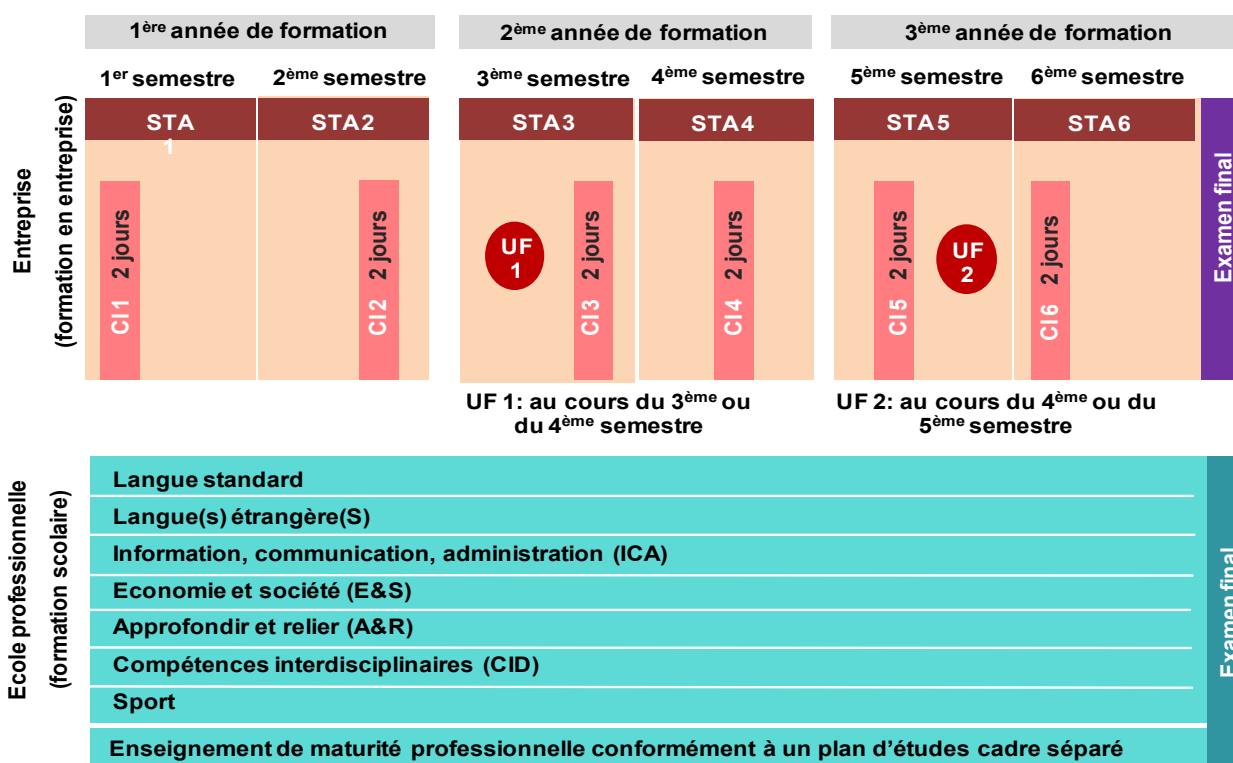 1ère année de formation
2ème année de formation
3ème année de formation
1er semestre
2ème semestre
3ème semestre
4ème semestre
5ème semestre
6ème semestre
Entreprise
(formation en entreprise)
STA
1
STA2
STA3
STA4
STA5
STA6
CI1 2 jours
CI2 2 jours
UF
1
CI3 2 jours
CI4 2 jours
CI5 2 jours
UF
2
CI6 2 jours
Examen final
UF 1: au cours du 3ème ou
du 4ème semestre
UF 2: au cours du 4ème ou du
5ème semestre
Ecole professionnelle
(formation scolaire)
Langue standard
Langue(s) étrangère(S)
Information, communication, administration (ICA)
Economie et société (E&S)
Approfondir et relier (A&R)
Compétences interdisciplinaires (CID)
Sport
Enseignement de maturité professionnelle conformément à un plan d'études cadre séparé
Examen final